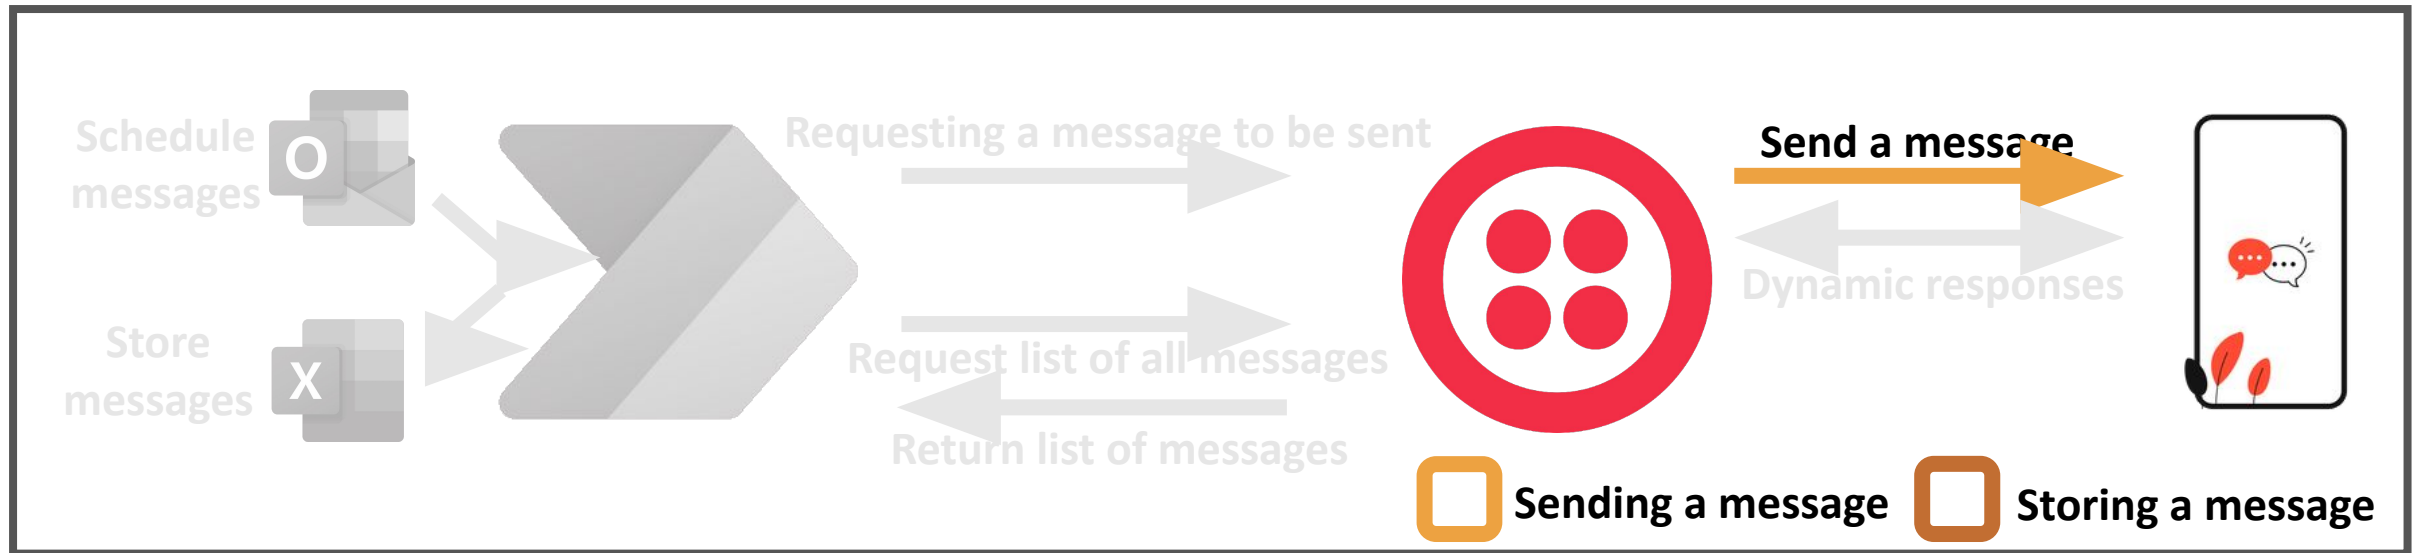 Schedule
messages
O
Requesting a message to be sent
Send a message
Dynamic responses
Store
messages
X
Request list of all messages
Return list of messages
Sending a message
Storing a message